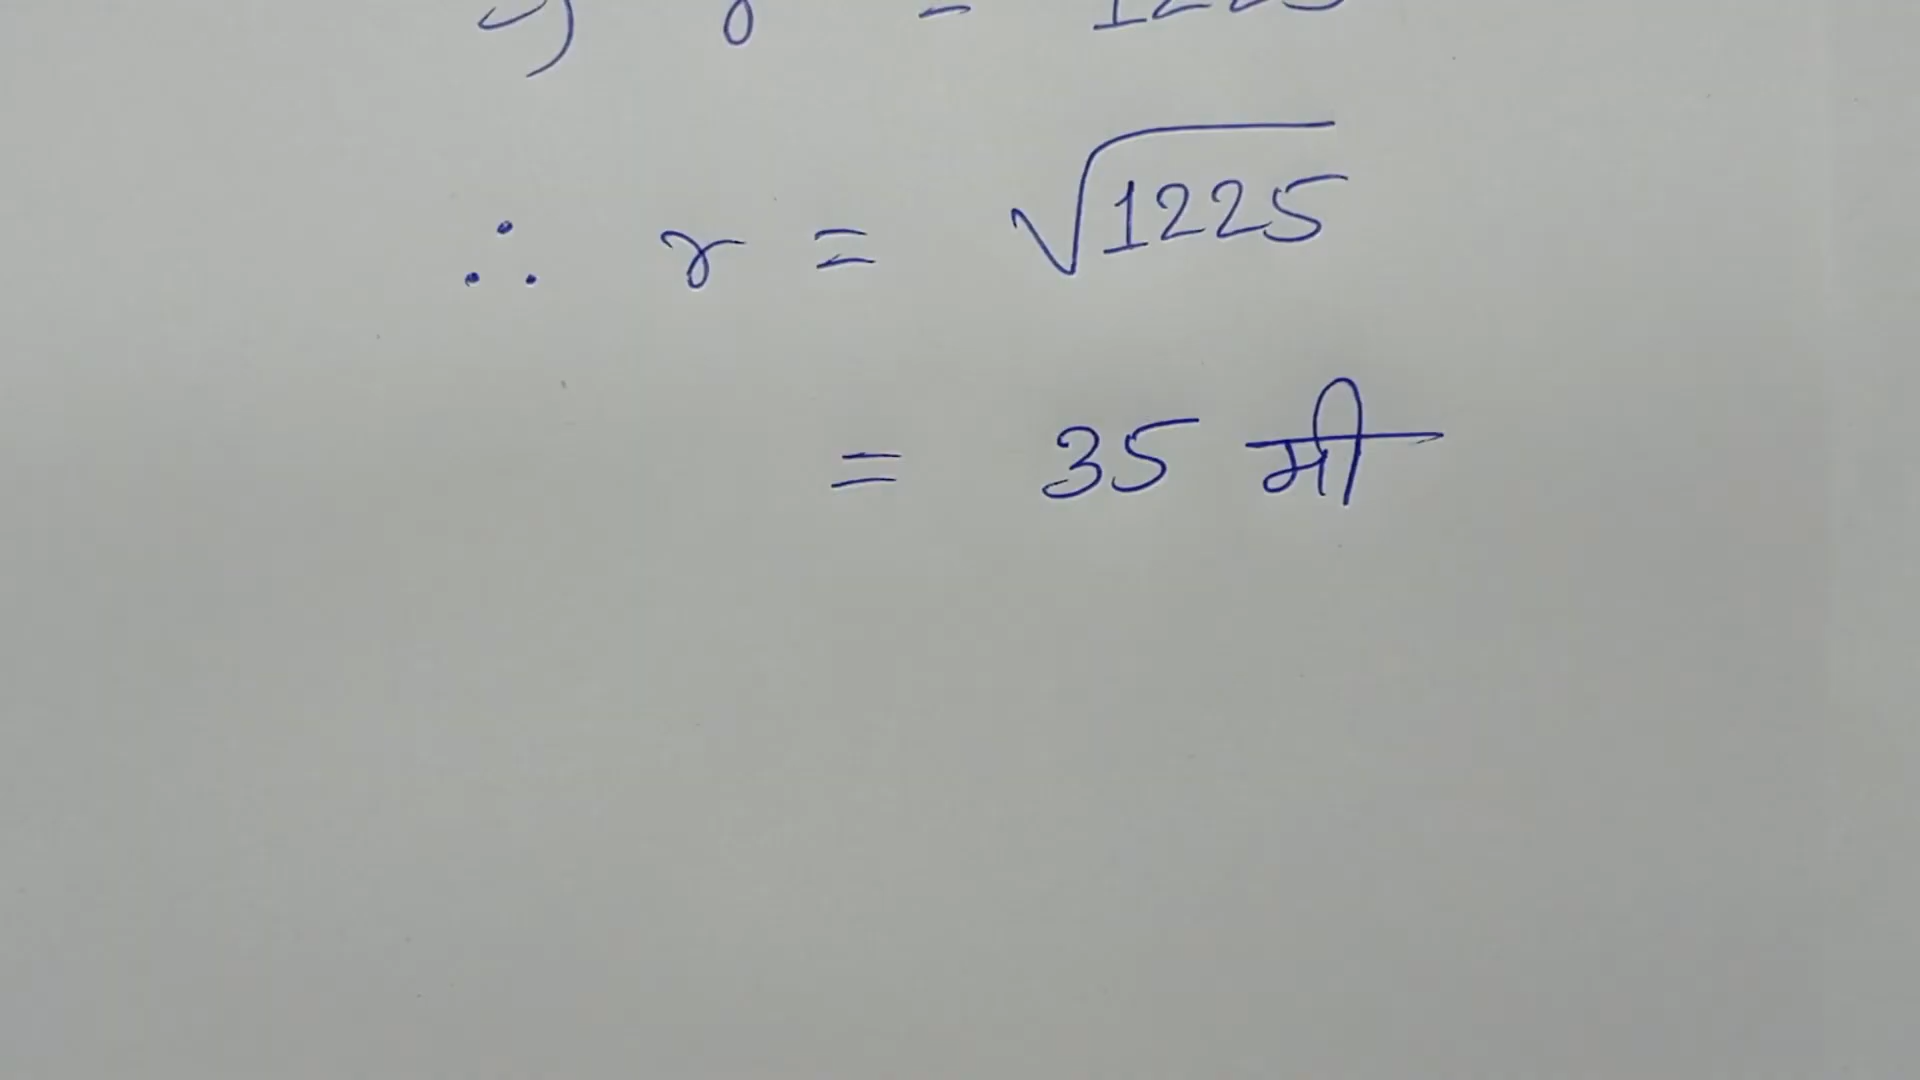 ∴ r = √1225
= 35 मी